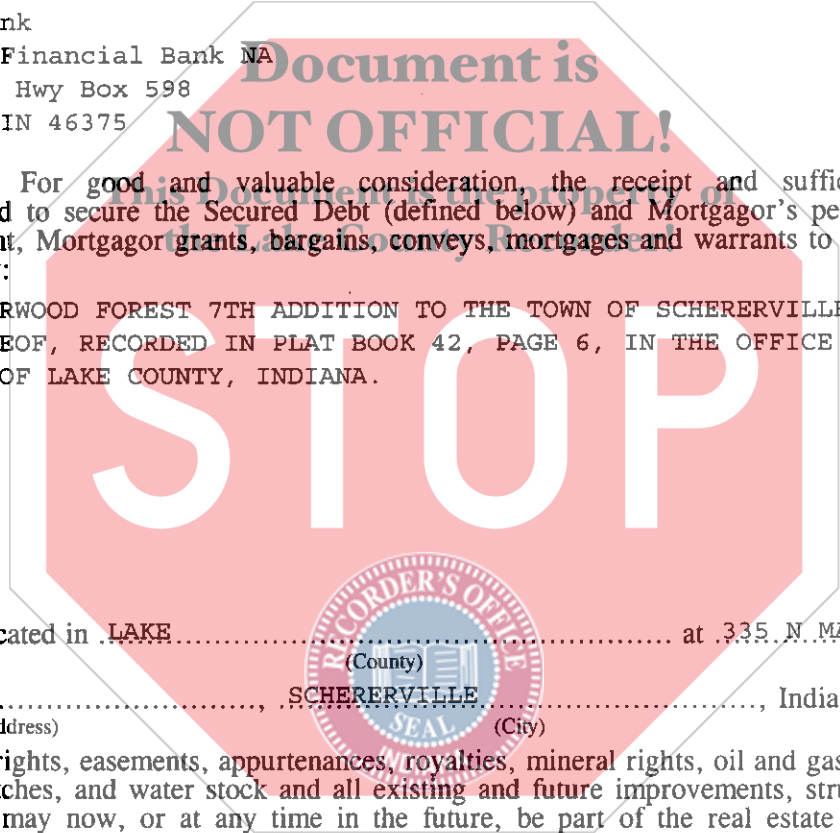 nk
Financial Bank NA
Hwy Box 598
IN 46375
Document is
NOT OFFICIAL!
This Document is the property of
the Lake County Recorder!
For good and valuable consideration, the receipt and suffic
d to secure the Secured Debt (defined below) and Mortgagor's pe
nt, Mortgagor grants, bargains, conveys, mortgages and warrants to
:
RWOOD FOREST 7TH ADDITION TO THE TOWN OF SCHERERVILLE
EOF, RECORDED IN PLAT BOOK 42, PAGE 6, IN THE OFFICE
OF LAKE COUNTY, INDIANA.
STOP
RECORDER'S OFFICE
SEAL
INDIANA
cated in LAKE at 335 N MA
(County)
, SCHERERVILLE , India
ddress) (City)
rights, easements, appurtenances, royalties, mineral rights, oil and gas
tches, and water stock and all existing and future improvements, stru
may now, or at any time in the future, be part of the real estate